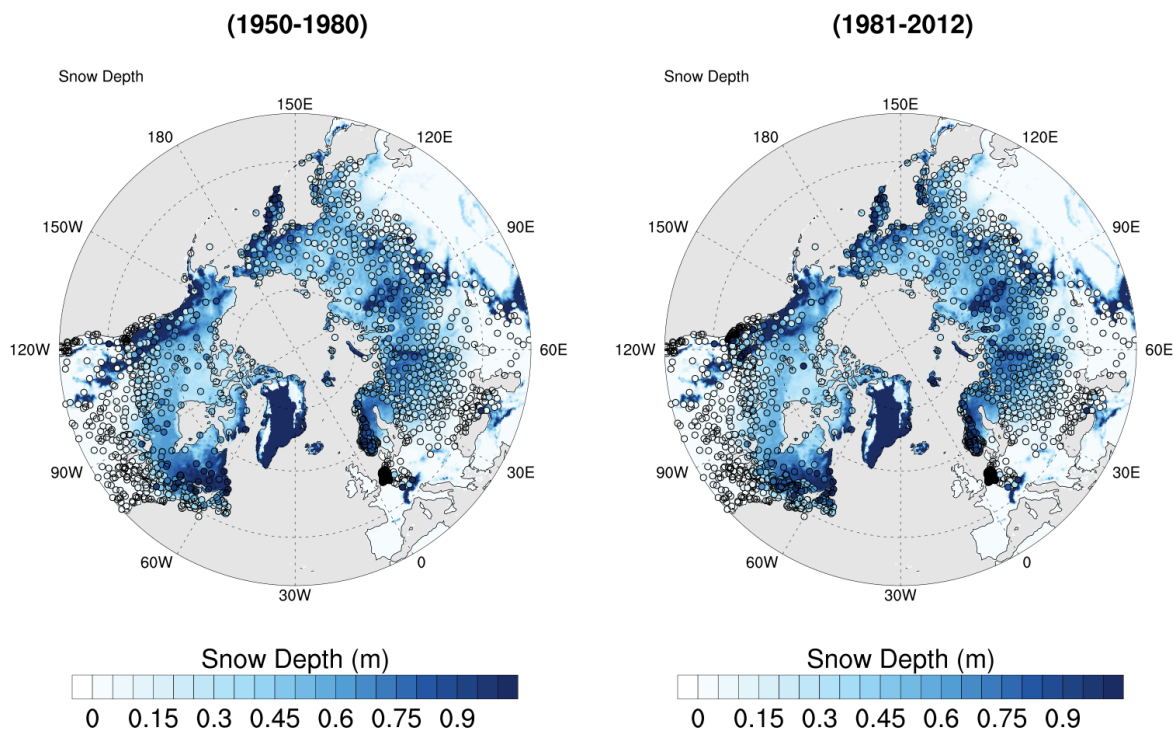 (1950-1980)
Snow Depth
150E
180
120E
150W
90E
120W
60E
90W
30E
60W
0
30W
Snow Depth (m)
0 0.15 0.3 0.45 0.6 0.75 0.9
(1981-2012)
Snow Depth
150E
180
120E
150W
90E
120W
60E
90W
30E
60W
0
30W
Snow Depth (m)
0 0.15 0.3 0.45 0.6 0.75 0.9